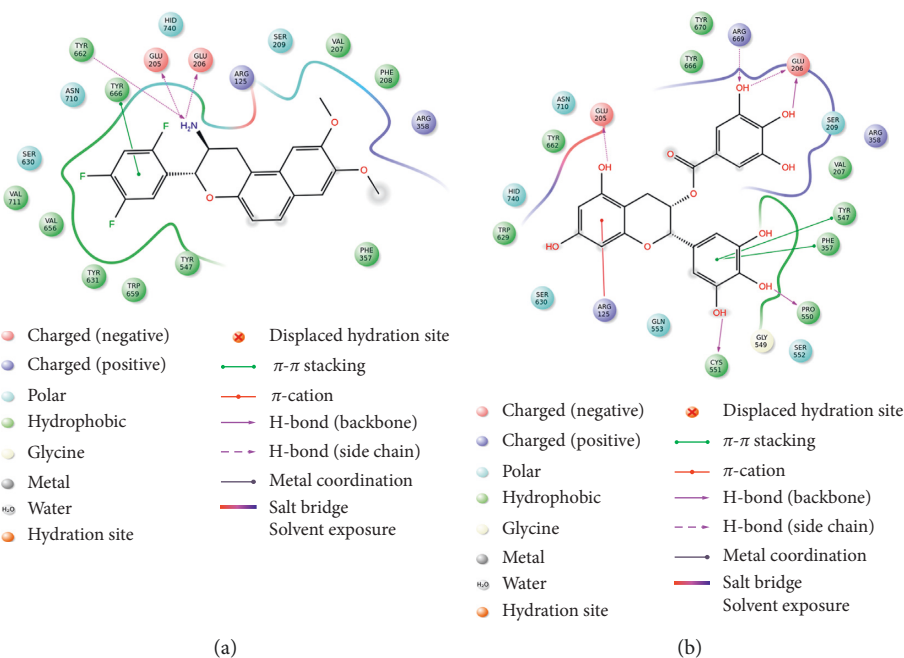 HID
740
TYR
662
GLU
205
GLU
206
SER
209
VAL
207
ARG
125
PHE
208
ASN
710
TYR
666
ARG
358
H₂N
F
F
F
O
O
O
SER
630
VAL
711
VAL
656
TYR
631
TRP
659
TYR
547
PHE
357
Charged (negative)
Charged (positive)
Polar
Hydrophobic
Glycine
Metal
H₂O Water
Hydration site
Displaced hydration site
π-π stacking
π-cation
H-bond (backbone)
H-bond (side chain)
Metal coordination
Salt bridge
Solvent exposure
(a)
TYR
670
ARG
669
TYR
666
GLU
206
ASN
710
GLU
205
OH
OH
SER
209
ARG
358
TYR
662
OH
VAL
207
O
OH
HID
740
O
TYR
547
TRP
629
HO
O
OH
PHE
357
OH
PRO
550
SER
630
ARG
125
GLN
553
OH
GLY
549
SER
552
CYS
551
Charged (negative)
Charged (positive)
Polar
Hydrophobic
Glycine
Metal
H₂O Water
Hydration site
Displaced hydration site
π-π stacking
π-cation
H-bond (backbone)
H-bond (side chain)
Metal coordination
Salt bridge
Solvent exposure
(b)